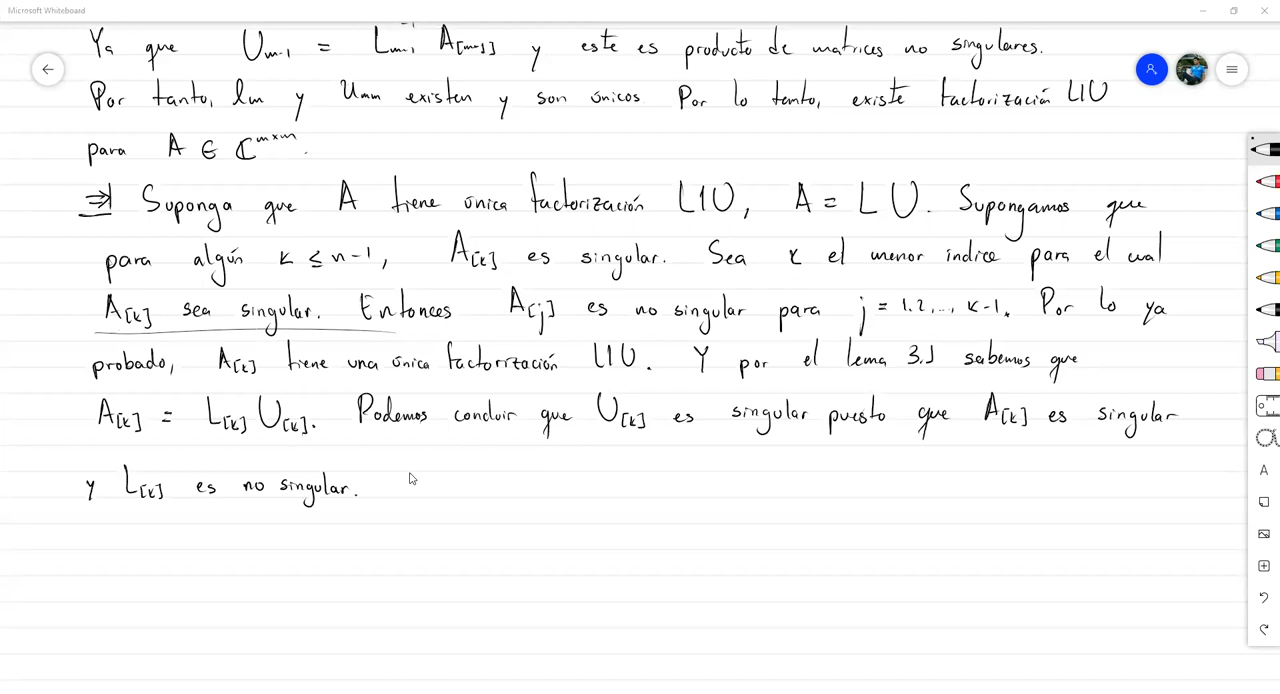 Microsoft Whiteboard
Ya que U_{m-1} = L_{m-1}^{-1} A_{[m-1]} y este es producto de matrices no singulares.
Por tanto, l_m y u_{mm} existen y son únicos Por lo tanto, existe factorización L1U
para A ∈ ℂ^{m×m}.
⇒| Suponga que A tiene única factorización L1U, A = L U. Supongamos que
para algún k ≤ n-1, A_{[k]} es singular. Sea k el menor índice para el cual
A_{[k]} sea singular. Entonces A_{[j]} es no singular para j = 1,2,..., k-1. Por lo ya
probado, A_{[k]} tiene una única factorización L1U. Y por el lema 3.1 sabemos que
A_{[k]} = L_{[k]} U_{[k]}. Podemos concluir que U_{[k]} es singular puesto que A_{[k]} es singular
y L_{[k]} es no singular.